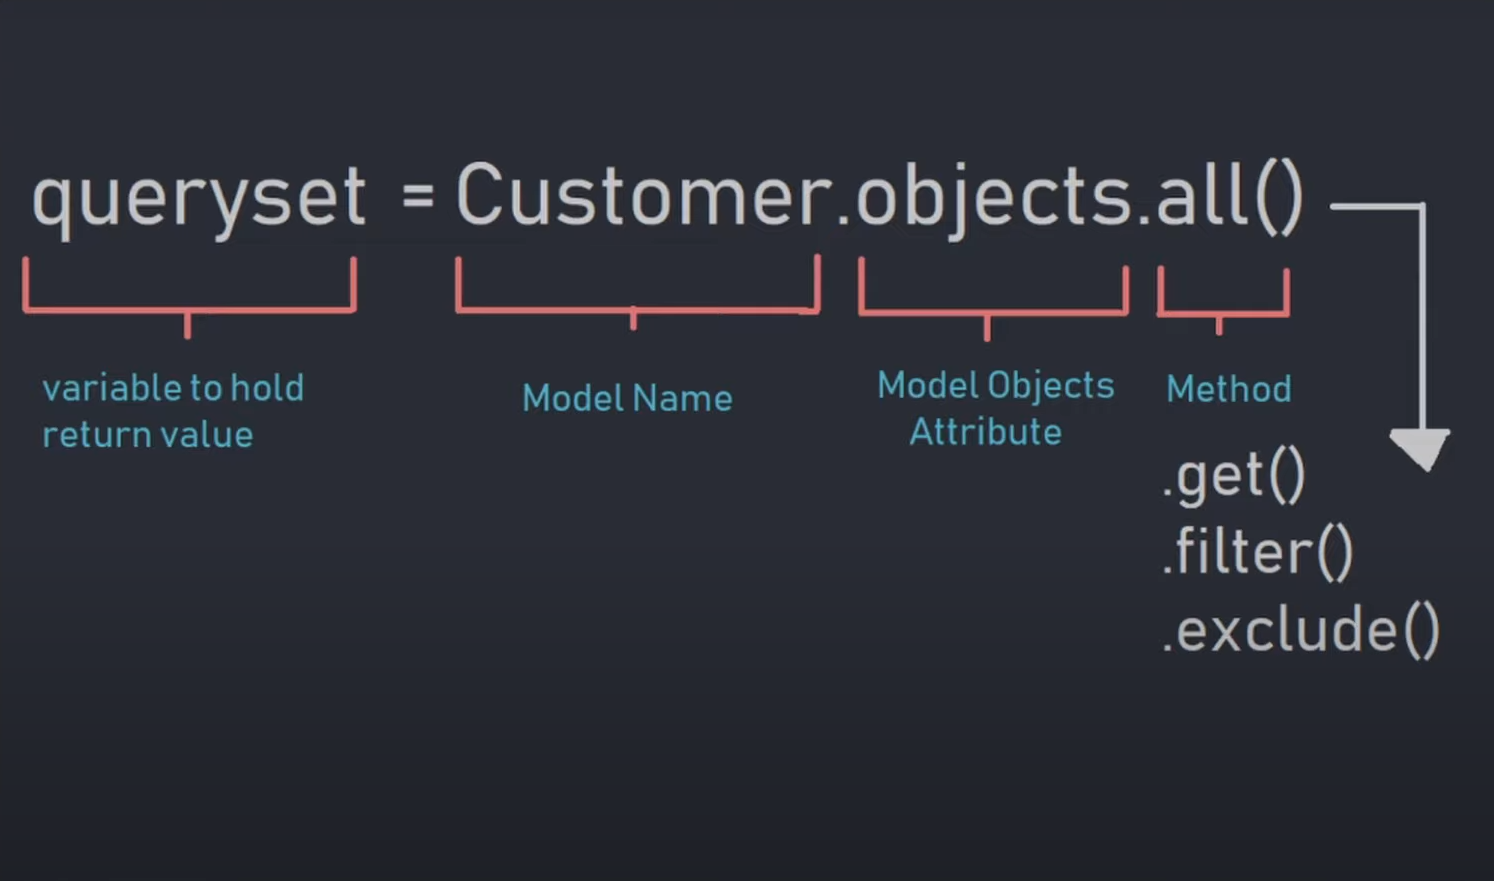 queryset = Customer.objects.all()
variable to hold
return value
Model Name
Model Objects
Attribute
Method
.get()
.filter()
.exclude()